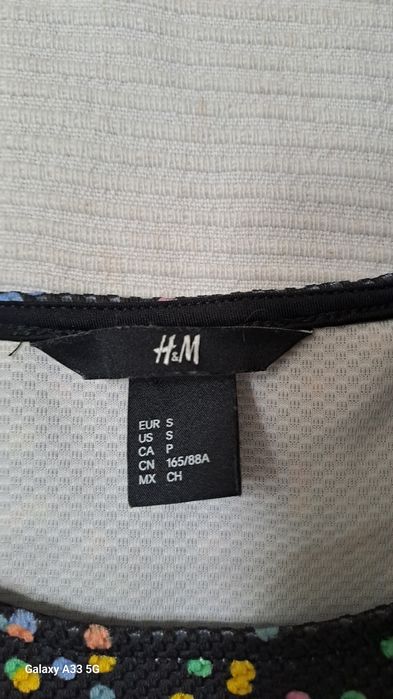 H&M
EUR S
US S
CA P
CN 165/88A
MX CH
Galaxy A33 5G